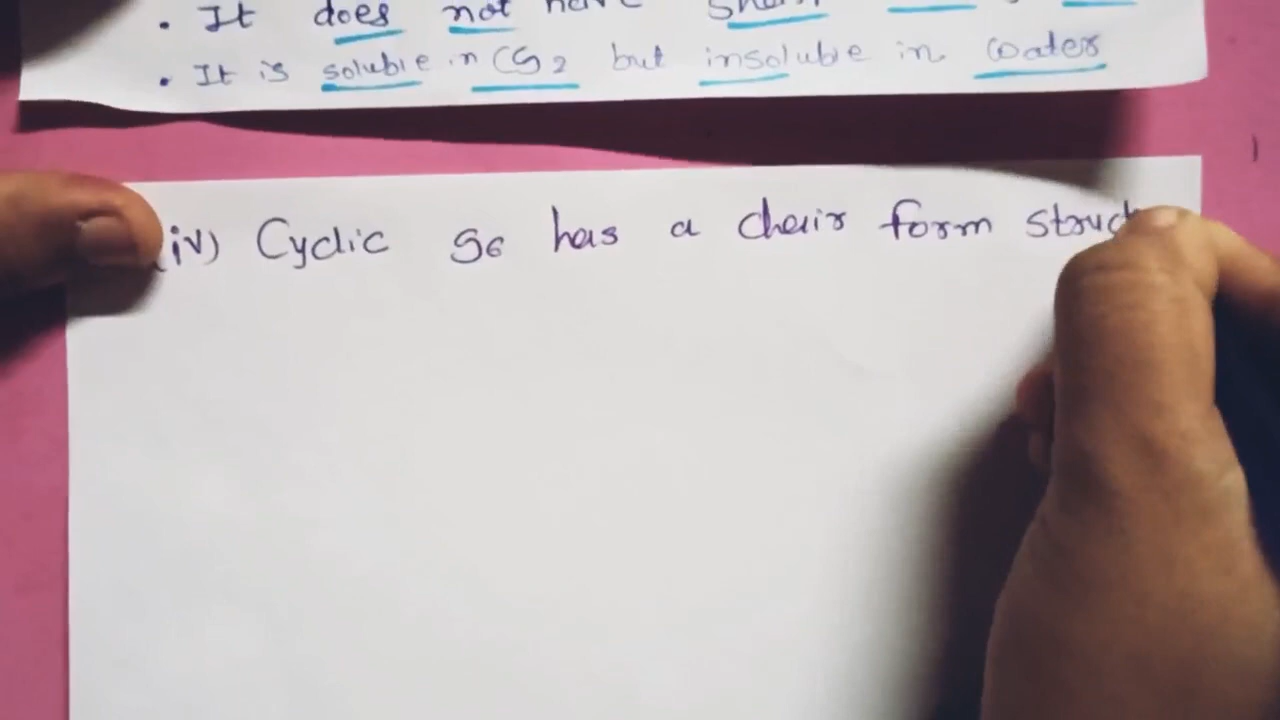 • It does not have
• It is soluble in CS2 but insoluble in water
(iv) Cyclic S6 has a chair form struct